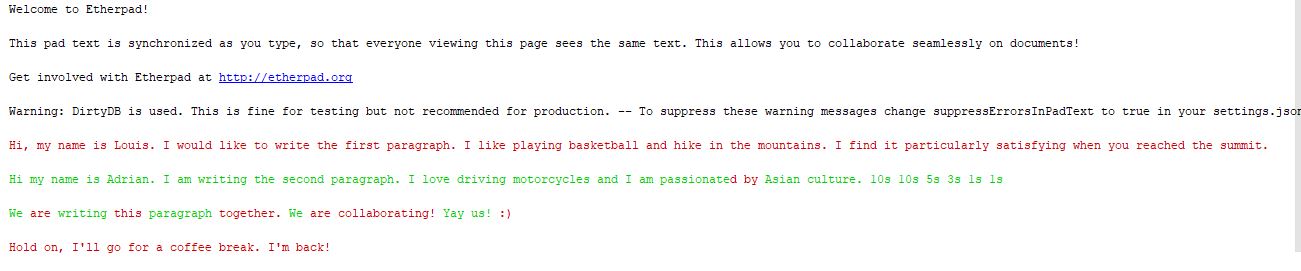 Welcome to Etherpad!
This pad text is synchronized as you type, so that everyone viewing this page sees the same text. This allows you to collaborate seamlessly on documents!
Get involved with Etherpad at http://etherpad.org
Warning: DirtyDB is used. This is fine for testing but not recommended for production. -- To suppress these warning messages change suppressErrorsInPadText to true in your settings.json
Hi, my name is Louis. I would like to write the first paragraph. I like playing basketball and hike in the mountains. I find it particularly satisfying when you reached the summit.
Hi my name is Adrian. I am writing the second paragraph. I love driving motorcycles and I am passionated by Asian culture. 10s 10s 5s 3s 1s 1s
We are writing this paragraph together. We are collaborating! Yay us! :)
Hold on, I'll go for a coffee break. I'm back!